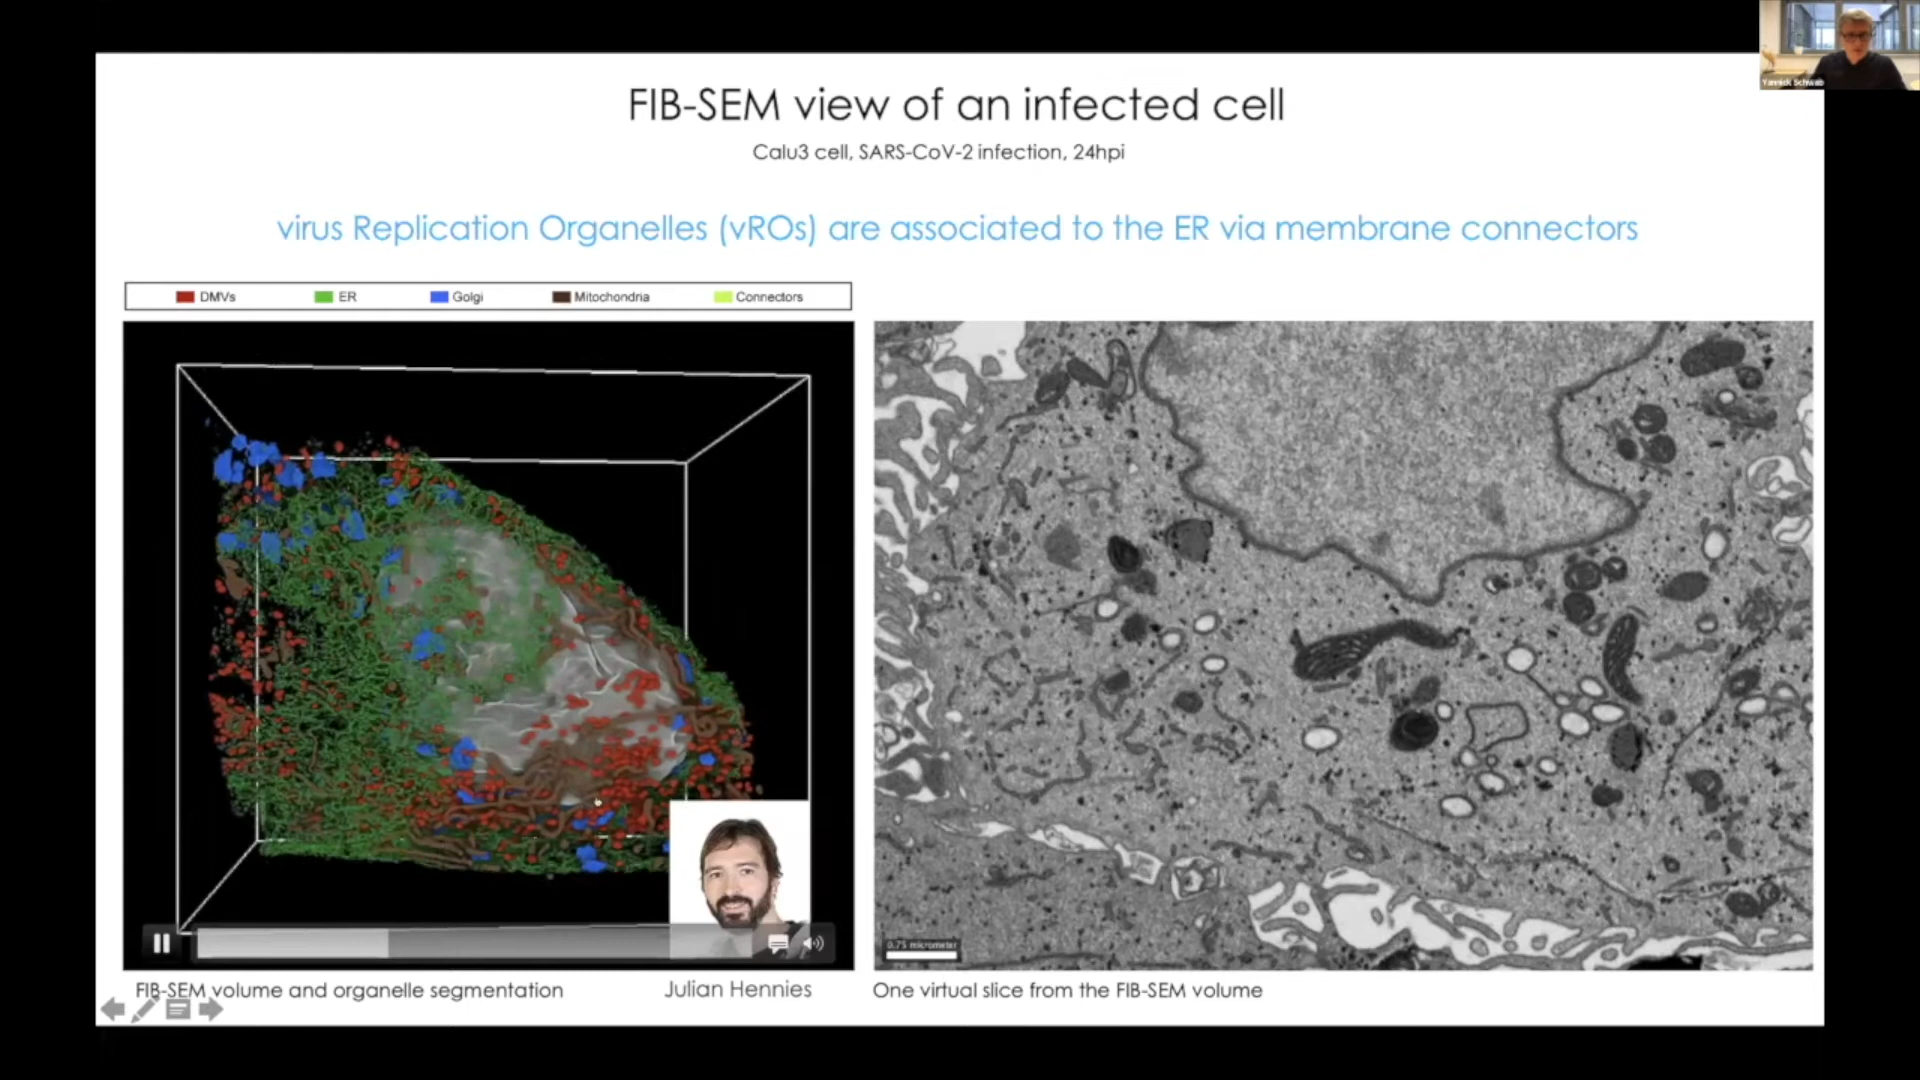 Yannick Schwab
FIB-SEM view of an infected cell
Calu3 cell, SARS-CoV-2 infection, 24hpi
virus Replication Organelles (vROs) are associated to the ER via membrane connectors
DMVs ER Golgi Mitochondria Connectors
0.75 micrometer
FIB-SEM volume and organelle segmentation
Julian Hennies
One virtual slice from the FIB-SEM volume